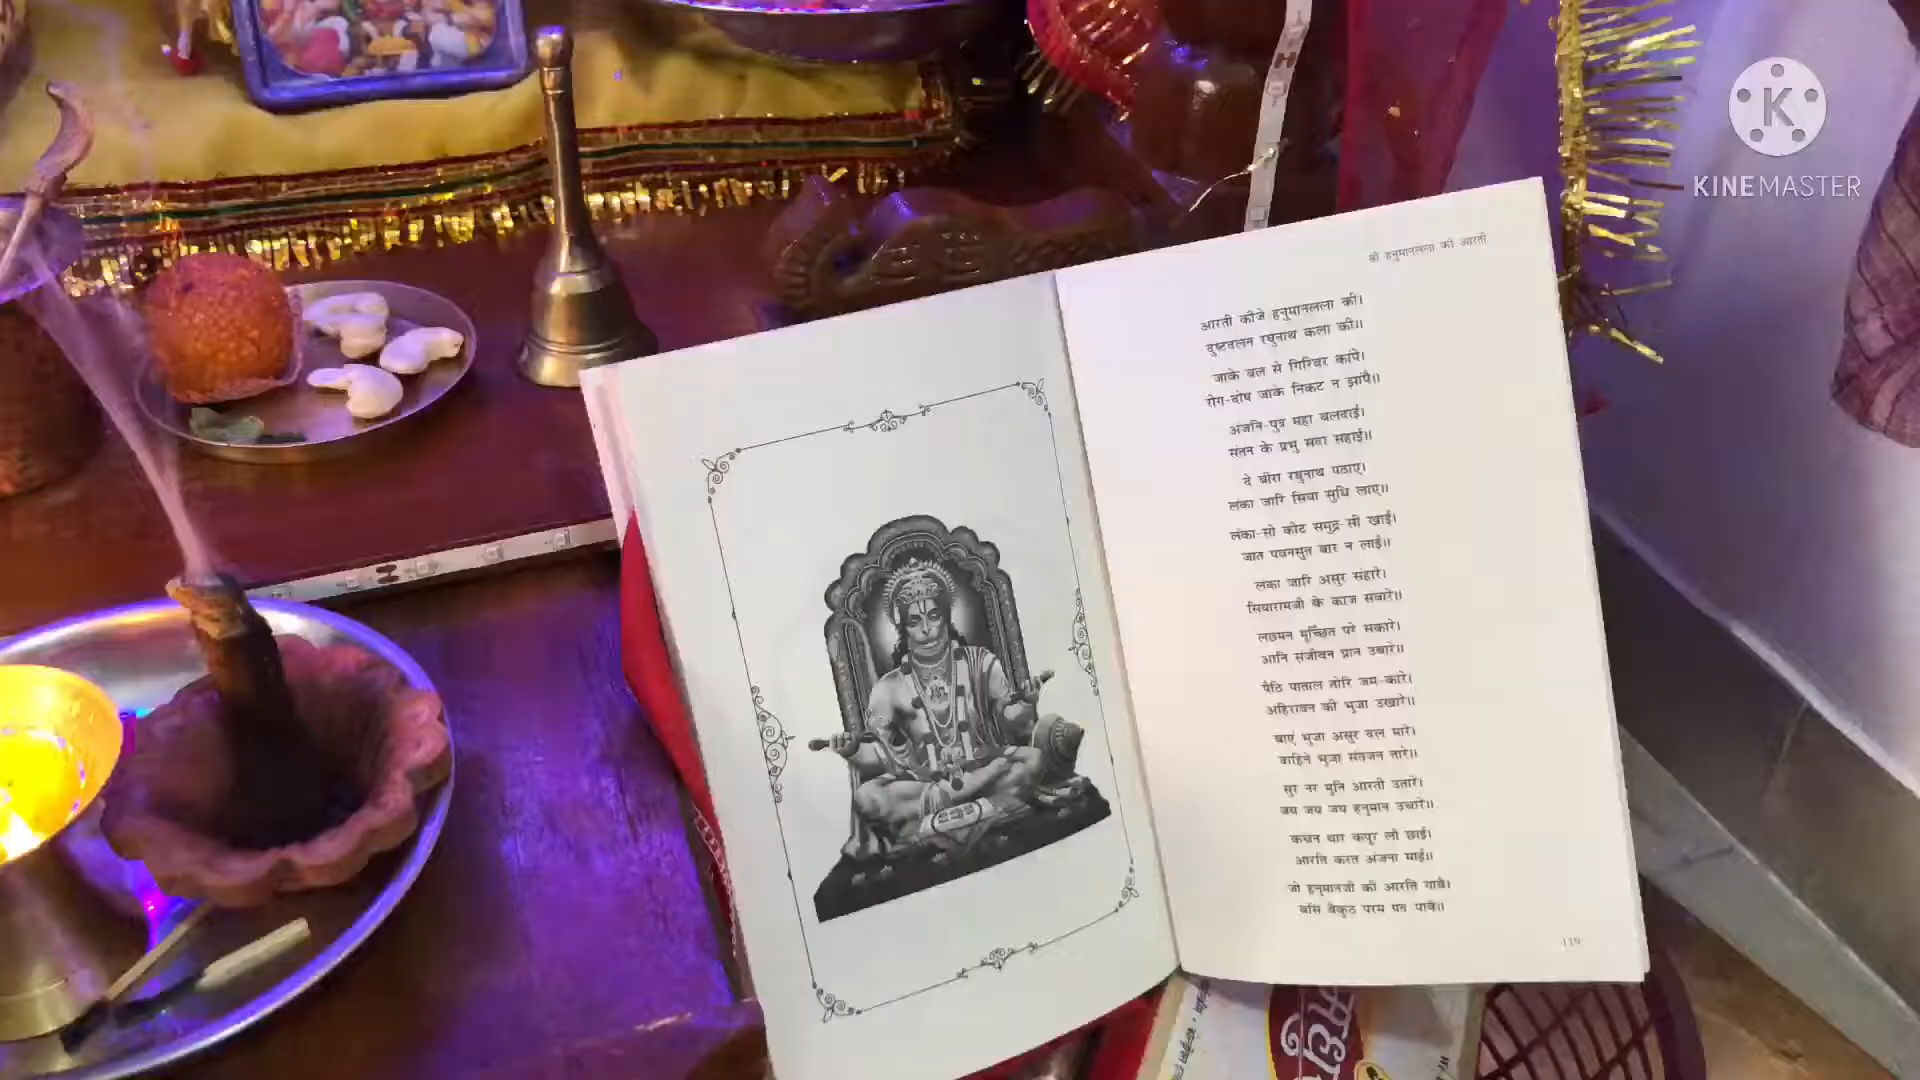 KINEMASTER
श्री हनुमानलला की आरती
आरती कीजे हनुमानलला की।
दुष्टदलन रघुनाथ कला की।।
जाके बल से गिरिवर कांपे।
रोग-दोष जाके निकट न झांपै।।
अंजनि-पुत्र महा बलदाई।
संतन के प्रभु सदा सहाई।।
दे बीरा रघुनाथ पठाए।
लंका जारि सिया सुधि लाए।।
लंका-सो कोट समुद्र-सी खाई।
जात पवनसुत बार न लाई।।
लंका जारि असुर संहारे।
सियारामजी के काज सवारे।।
लछमन मूर्च्छित परे सकारे।
आनि संजीवन प्रान उबारे।।
पैठि पाताल तोरि जम-कारे।
अहिरावन की भुजा उखारे।।
बाएं भुजा असुर दल मारे।
दाहिने भुजा संतजन तारे।।
सुर नर मुनि आरती उतारे।
जय जय जय हनुमान उचारे।।
कंचन थार कपूर लौ छाई।
आरति करत अंजना माई।।
जो हनुमानजी की आरति गावै।
बसि बैकुंठ परम पद पावै।।
119